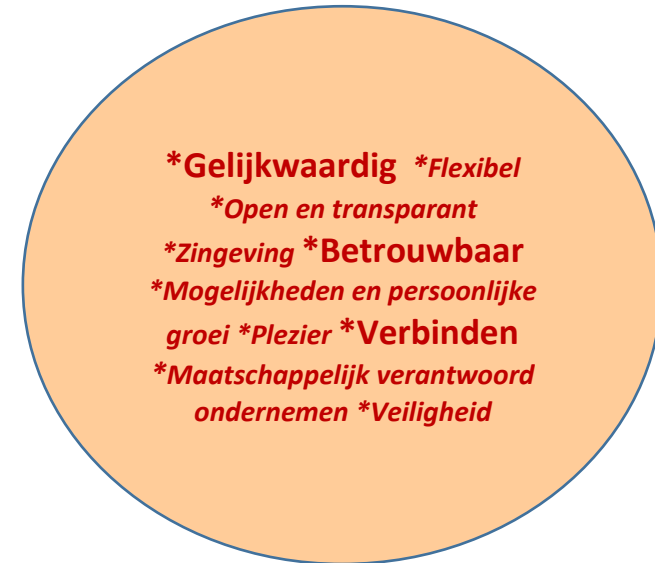 *Gelijkwaardig *Flexibel
*Open en transparant
*Zingeving *Betrouwbaar
*Mogelijkheden en persoonlijke
groei *Plezier *Verbinden
*Maatschappelijk verantwoord
ondernemen *Veiligheid